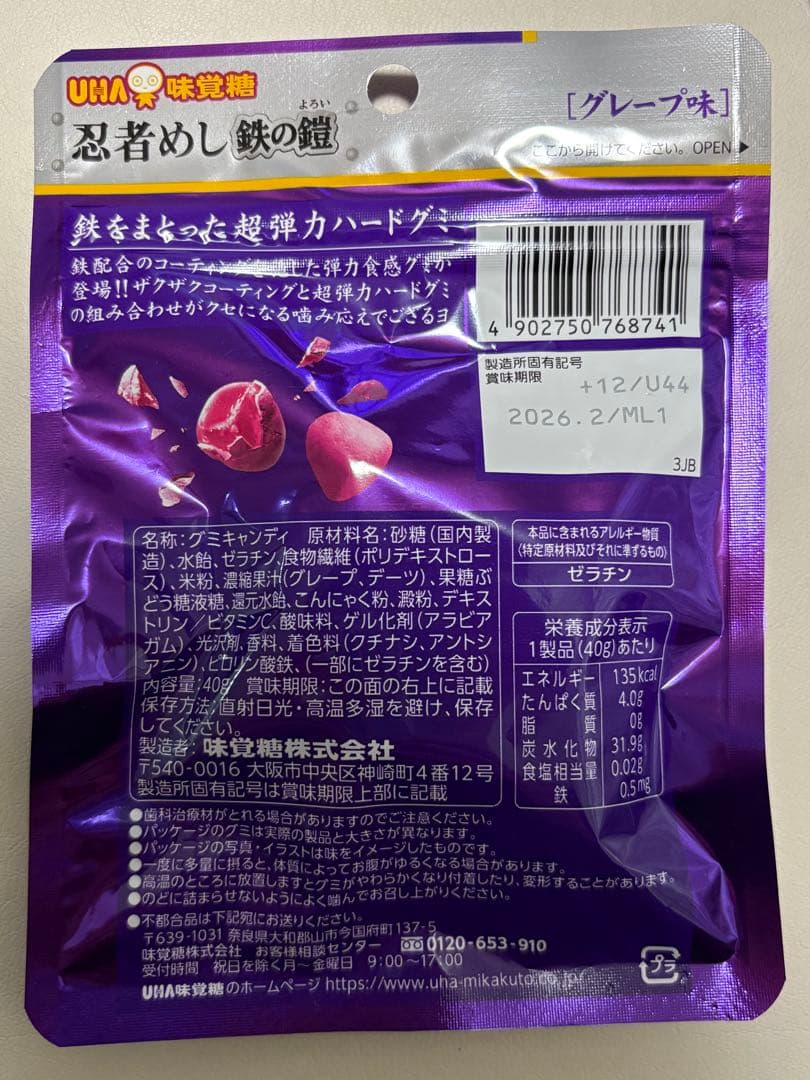 UHA味覚糖
よろい
忍者めし 鉄の鎧
[グレープ味]
ここから開けてください。OPEN▶
鉄をまとった超弾力ハードグミ
鉄配合のコーティング した弾力食感グミが
登場!!ザクザクコーティングと超弾力ハードグミ
の組み合わせがクセになる噛み応えでござるヨ
4 902750 768741
製造所固有記号
賞味期限
+12/U44
2026.2/ML1
3JB
名称:グミキャンディ 原材料名:砂糖(国内製
造)、水飴、ゼラチン、食物繊維(ポリデキストロー
ス)、米粉、濃縮果汁(グレープ、デーツ)、果糖ぶ
どう糖液糖、還元水飴、こんにゃく粉、澱粉、デキス
トリン/ビタミンC、酸味料、ゲル化剤(アラビア
ガム)、光沢剤、香料、着色料(クチナシ、アントシ
アニン)、ピロリン酸鉄、(一部にゼラチンを含む)
内容量:40g 賞味期限:この面の右上に記載
保存方法:直射日光・高温多湿を避け、保存
してください。
製造者:味覚糖株式会社
〒540-0016 大阪市中央区神崎町4番12号
製造所固有記号は賞味期限上部に記載
本品に含まれるアレルギー物質
(特定原材料及びそれに準ずるもの)
ゼラチン
栄養成分表示
1製品(40g)あたり
エネルギー 135kcal
たんぱく質 4.0g
脂質 0g
炭水化物 31.9g
食塩相当量 0.02g
鉄 0.5mg
●歯科治療材がとれる場合がありますのでご注意ください。
●パッケージのグミは実際の製品と大きさが異なります。
●パッケージの写真・イラストは味をイメージしたものです。
●一度に多量に摂ると、体質によってお腹がゆるくなる場合があります。
●高温のところに放置しますとグミがやわらかくなり付着したり、変形することがあります。
●のどに詰まらせないようによく噛んでお召し上がりください。
●不都合品は下記宛にお送りください。
〒639-1031 奈良県大和郡山市今国府町137-5
味覚糖株式会社 お客様相談センター 0120-653-910
受付時間 祝日を除く月~金曜日 9:00~17:00
UHA味覚糖のホームページ https://www.uha-mikakuto.co.jp/
プラ